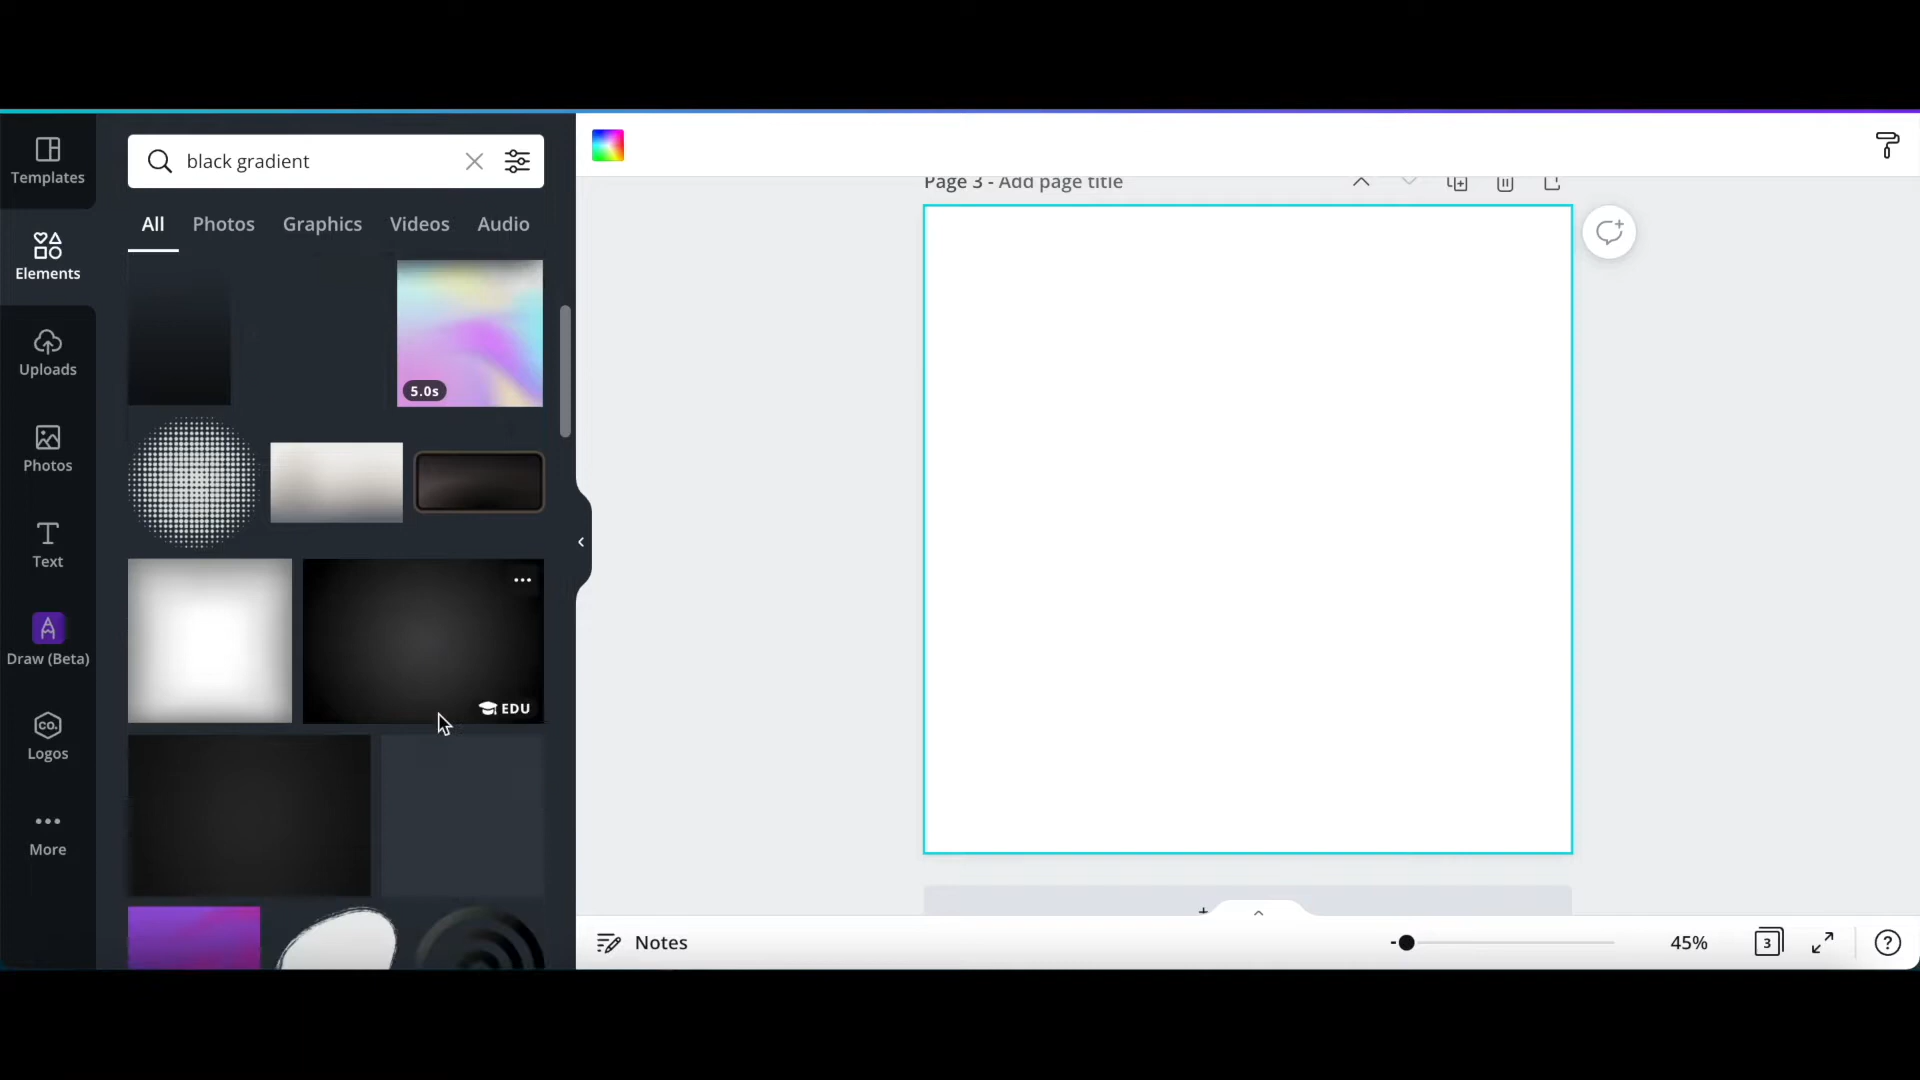 Templates
Elements
Uploads
Photos
Text
Draw (Beta)
co.
Logos
More
black gradient
All Photos Graphics Videos Audio
5.0s
EDU
Page 3 - Add page title
Notes
45%
3
?